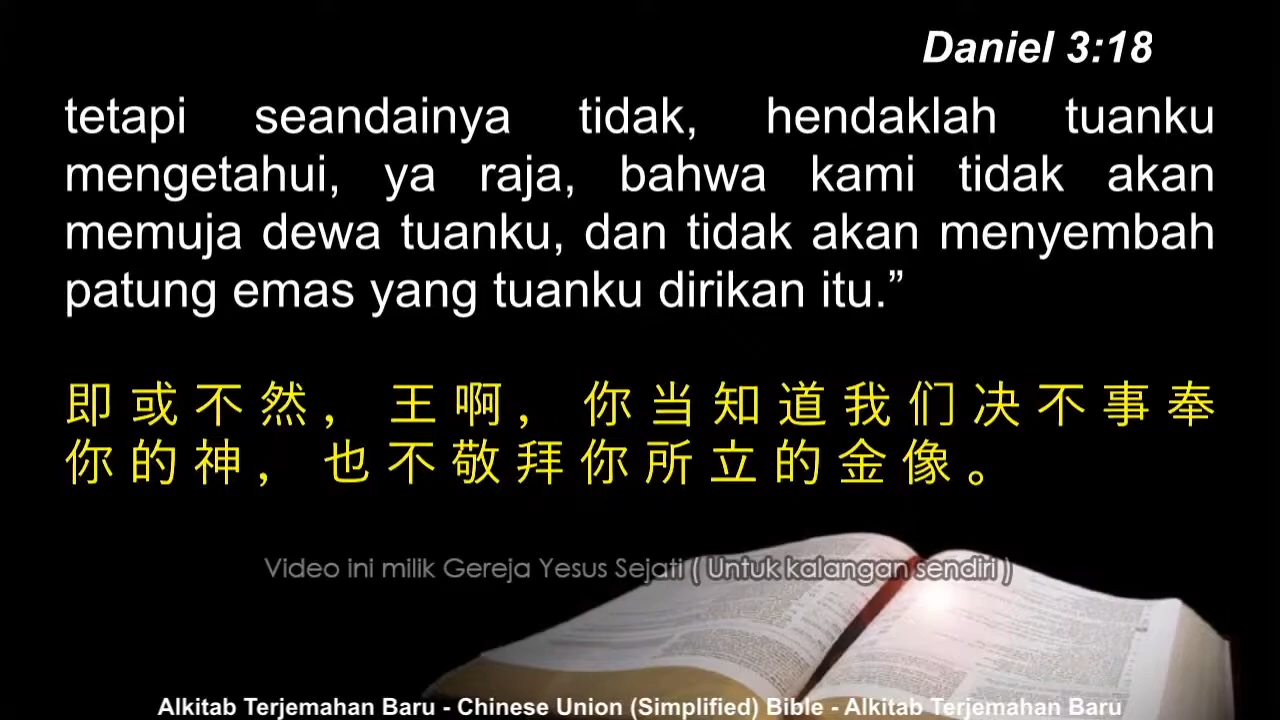 Daniel 3:18
tetapi seandainya tidak, hendaklah tuanku
mengetahui, ya raja, bahwa kami tidak akan
memuja dewa tuanku, dan tidak akan menyembah
patung emas yang tuanku dirikan itu.”
即或不然，王啊，你当知道我们决不事奉
你的神，也不敬拜你所立的金像。
Video ini milik Gereja Yesus Sejati ( Untuk kalangan sendiri )
Alkitab Terjemahan Baru - Chinese Union (Simplified) Bible - Alkitab Terjemahan Baru